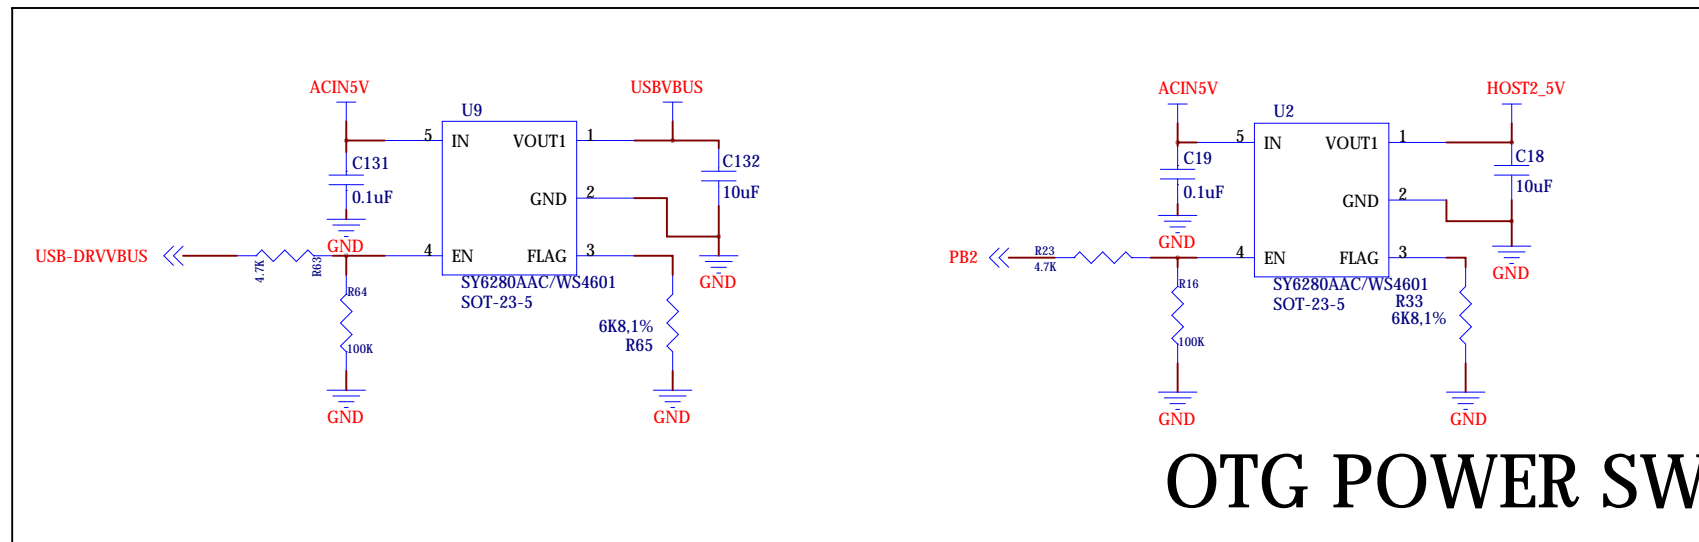 ACIN5V
U9
USBVBUS
5
IN
VOUT1
1
C131
0.1uF
C132
10uF
GND
2
GND
USB-DRVVBUS
4.7K
R63
4
EN
FLAG
3
GND
SY6280AAC/WS4601
SOT-23-5
R64
100K
6K8,1%
R65
GND
GND
ACIN5V
U2
HOST2_5V
5
IN
VOUT1
1
C19
0.1uF
C18
10uF
GND
2
GND
PB2
R23
4.7K
4
EN
FLAG
3
GND
SY6280AAC/WS4601
SOT-23-5
R16
100K
R33
6K8,1%
GND
GND
OTG POWER SW